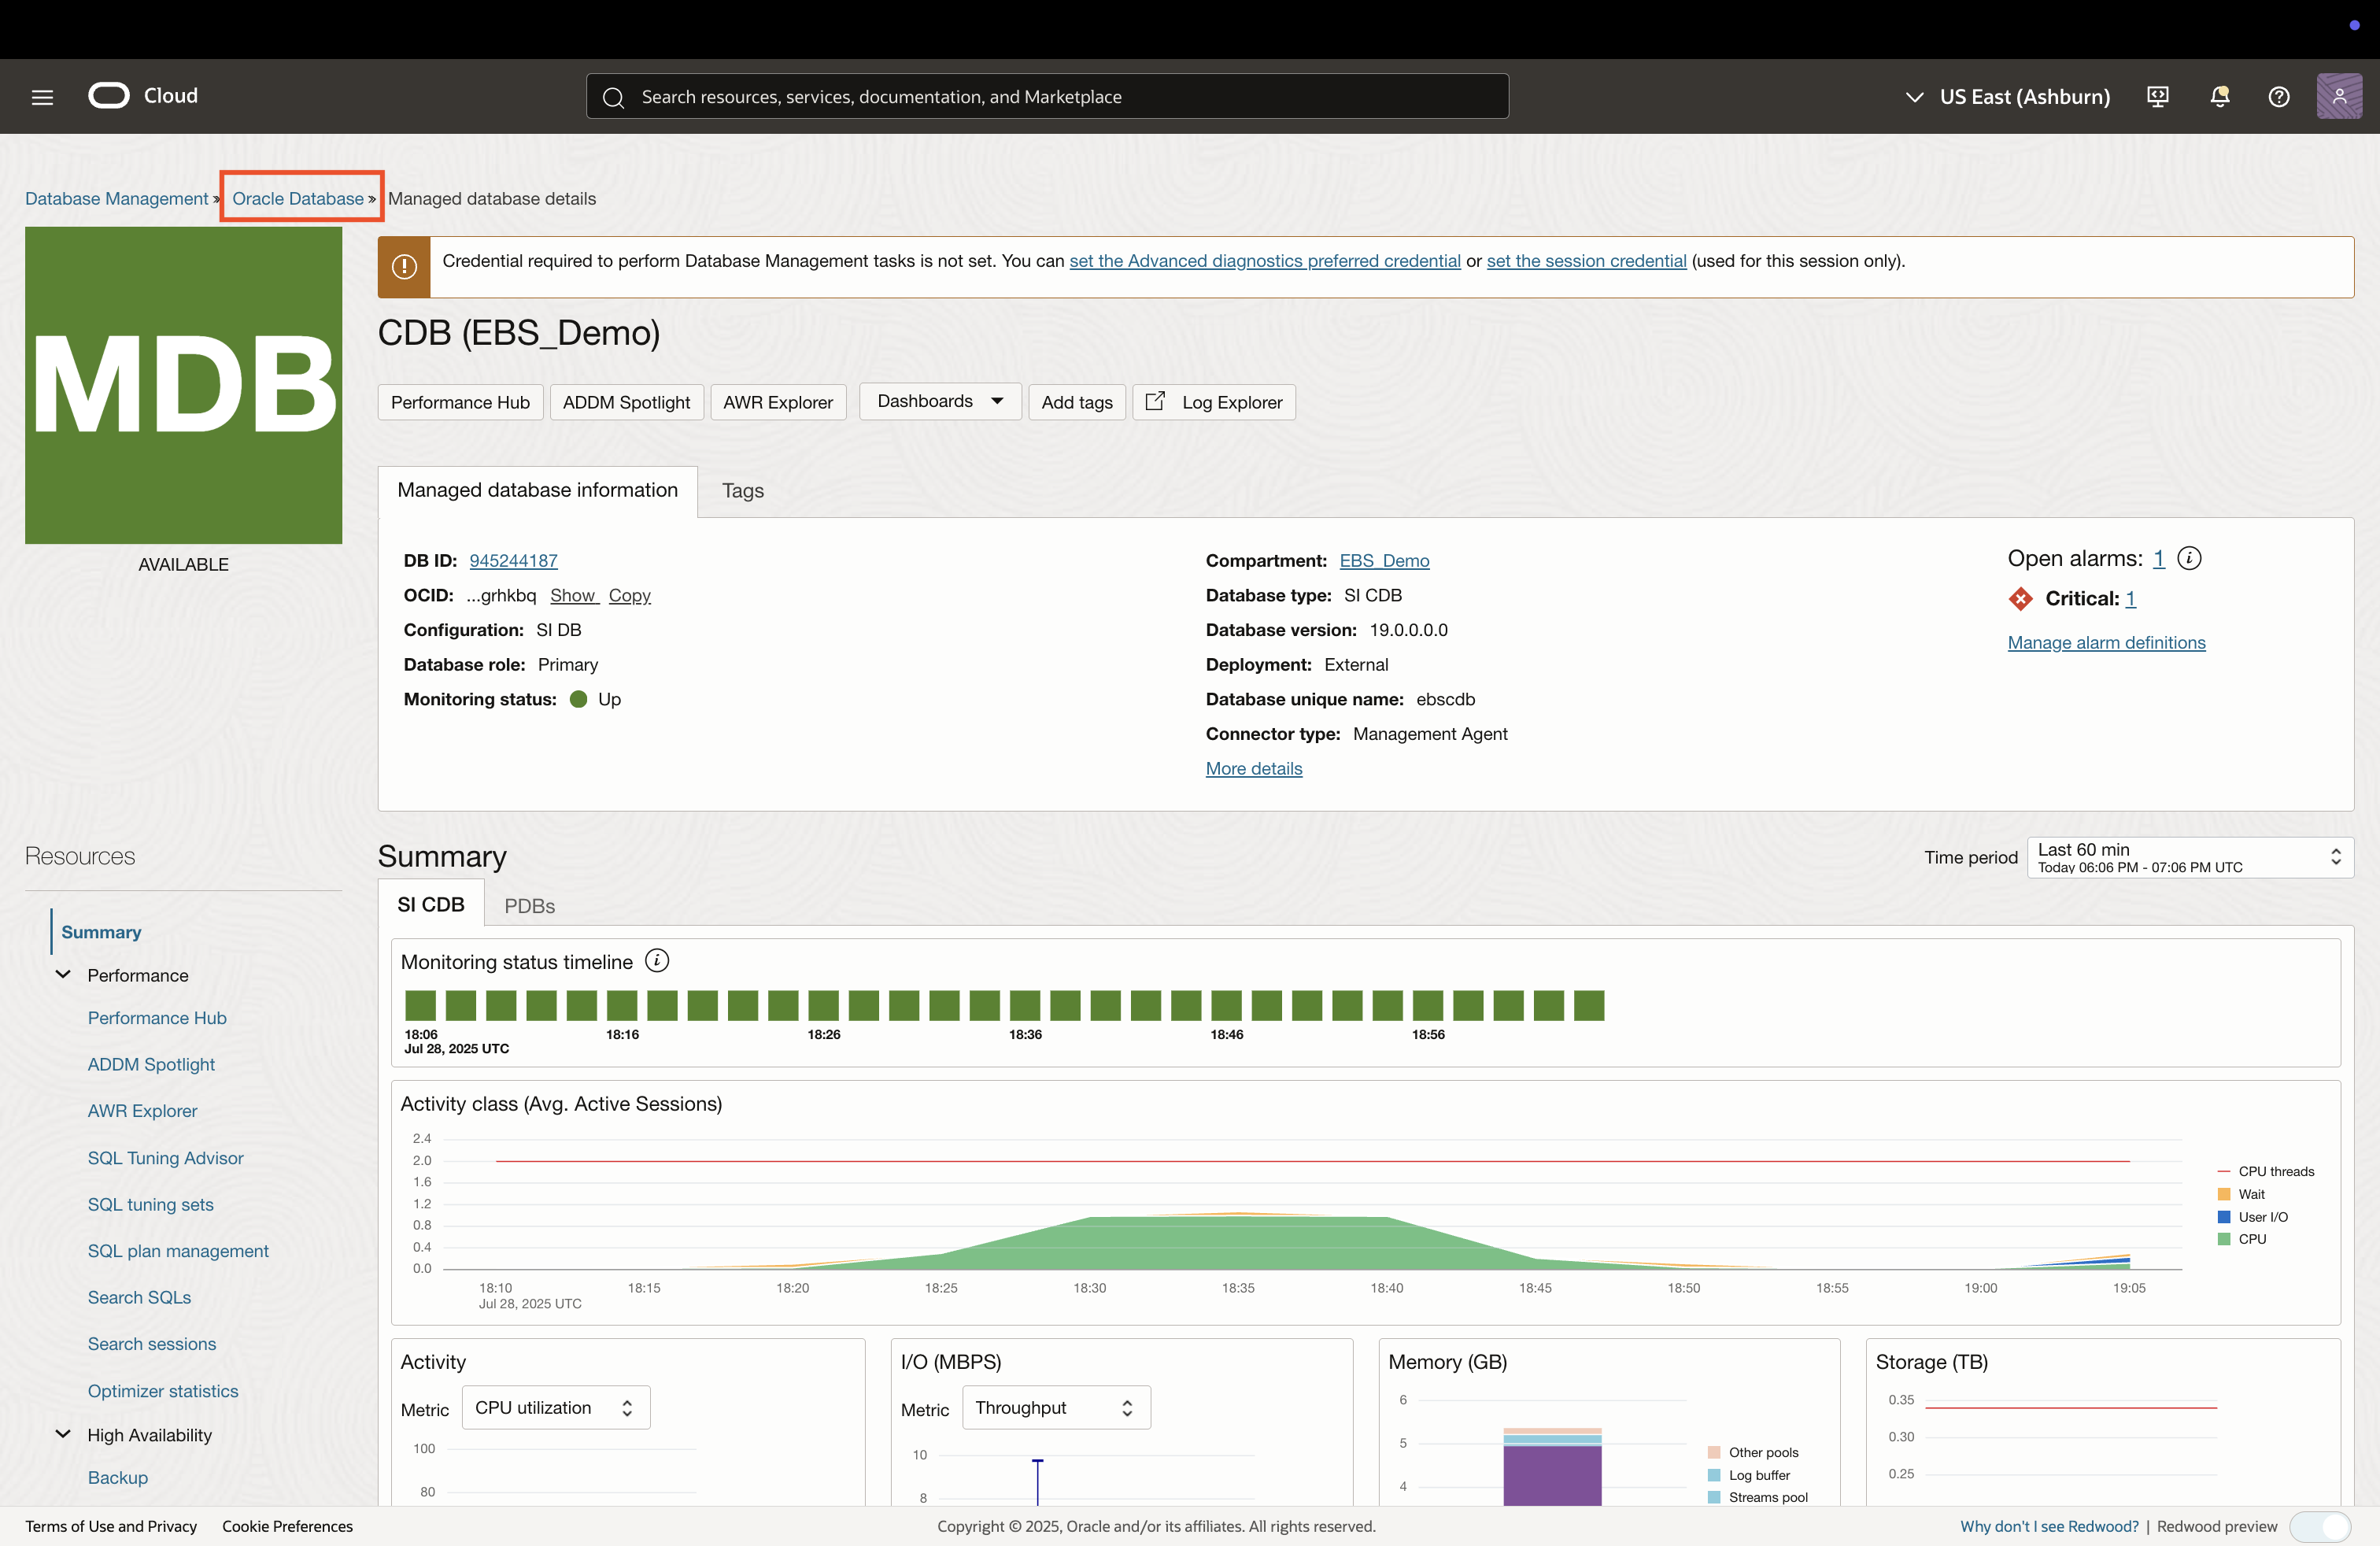 Cloud
Search resources, services, documentation, and Marketplace
US East (Ashburn)
Database Management » Oracle Database » Managed database details
MDB
AVAILABLE
Credential required to perform Database Management tasks is not set. You can set the Advanced diagnostics preferred credential or set the session credential (used for this session only).
CDB (EBS_Demo)
Performance Hub
ADDM Spotlight
AWR Explorer
Dashboards
Add tags
Log Explorer
Managed database information
Tags
DB ID: 945244187
OCID: ...grhkbq Show Copy
Configuration: SI DB
Database role: Primary
Monitoring status: Up
Compartment: EBS_Demo
Database type: SI CDB
Database version: 19.0.0.0.0
Deployment: External
Database unique name: ebscdb
Connector type: Management Agent
More details
Open alarms: 1
Critical: 1
Manage alarm definitions
Resources
Summary
Performance
Performance Hub
ADDM Spotlight
AWR Explorer
SQL Tuning Advisor
SQL tuning sets
SQL plan management
Search SQLs
Search sessions
Optimizer statistics
High Availability
Backup
Summary
Time period
Last 60 min
Today 06:06 PM - 07:06 PM UTC
SI CDB
PDBs
Monitoring status timeline
18:06 18:16 18:26 18:36 18:46 18:56
Jul 28, 2025 UTC
Activity class (Avg. Active Sessions)
2.4
2.0
1.6
1.2
0.8
0.4
0.0
18:10 18:15 18:20 18:25 18:30 18:35 18:40 18:45 18:50 18:55 19:00 19:05
Jul 28, 2025 UTC
CPU threads
Wait
User I/O
CPU
Activity
Metric CPU utilization
100
80
I/O (MBPS)
Metric Throughput
10
8
Memory (GB)
6
5
4
Other pools
Log buffer
Streams pool
Storage (TB)
0.35
0.30
0.25
Terms of Use and Privacy Cookie Preferences
Copyright © 2025, Oracle and/or its affiliates. All rights reserved.
Why don't I see Redwood? | Redwood preview